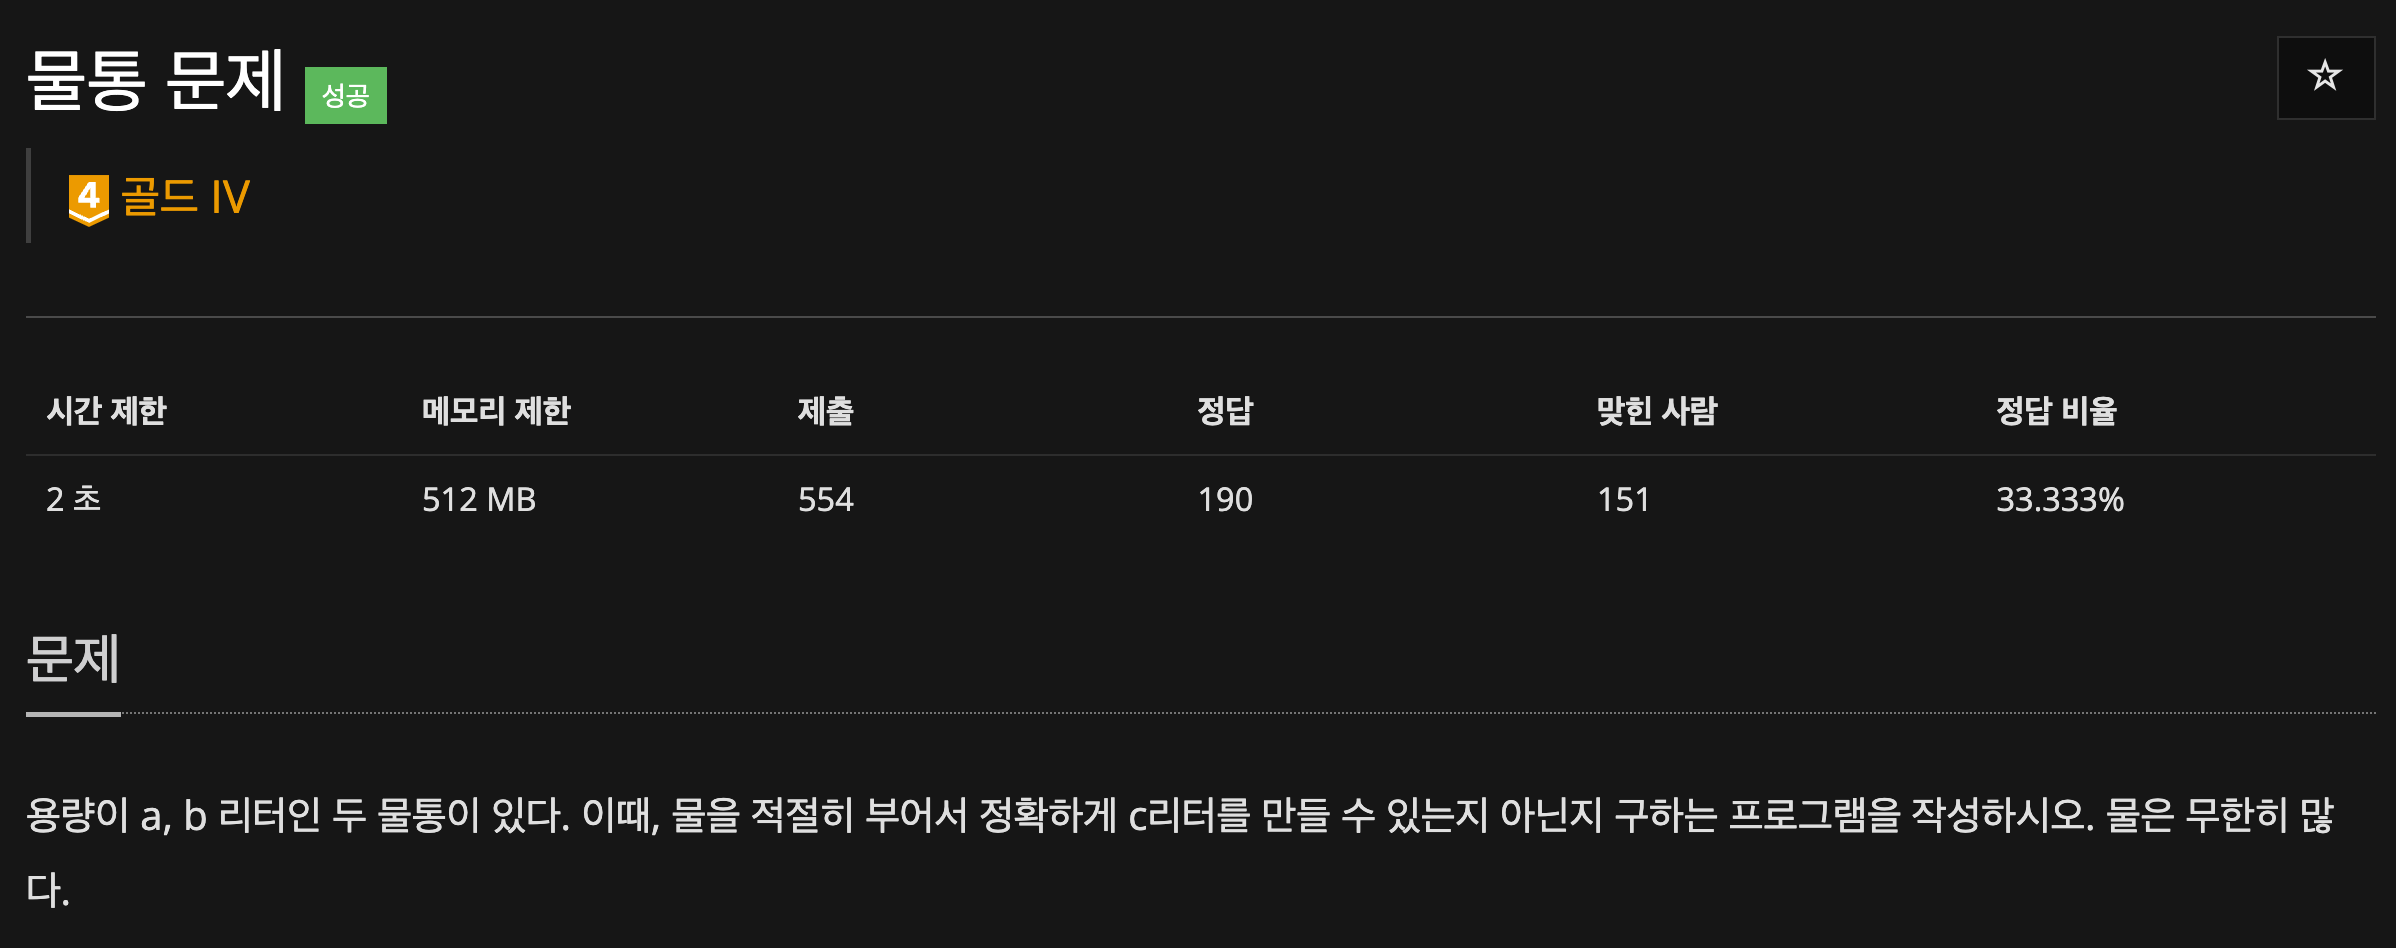 물통 문제 성공
4 골드 IV
시간 제한 메모리 제한 제출 정답 맞힌 사람 정답 비율
2 초 512 MB 554 190 151 33.333%
문제
용량이 a, b 리터인 두 물통이 있다. 이때, 물을 적절히 부어서 정확하게 c리터를 만들 수 있는지 아닌지 구하는 프로그램을 작성하시오. 물은 무한히 많
다.